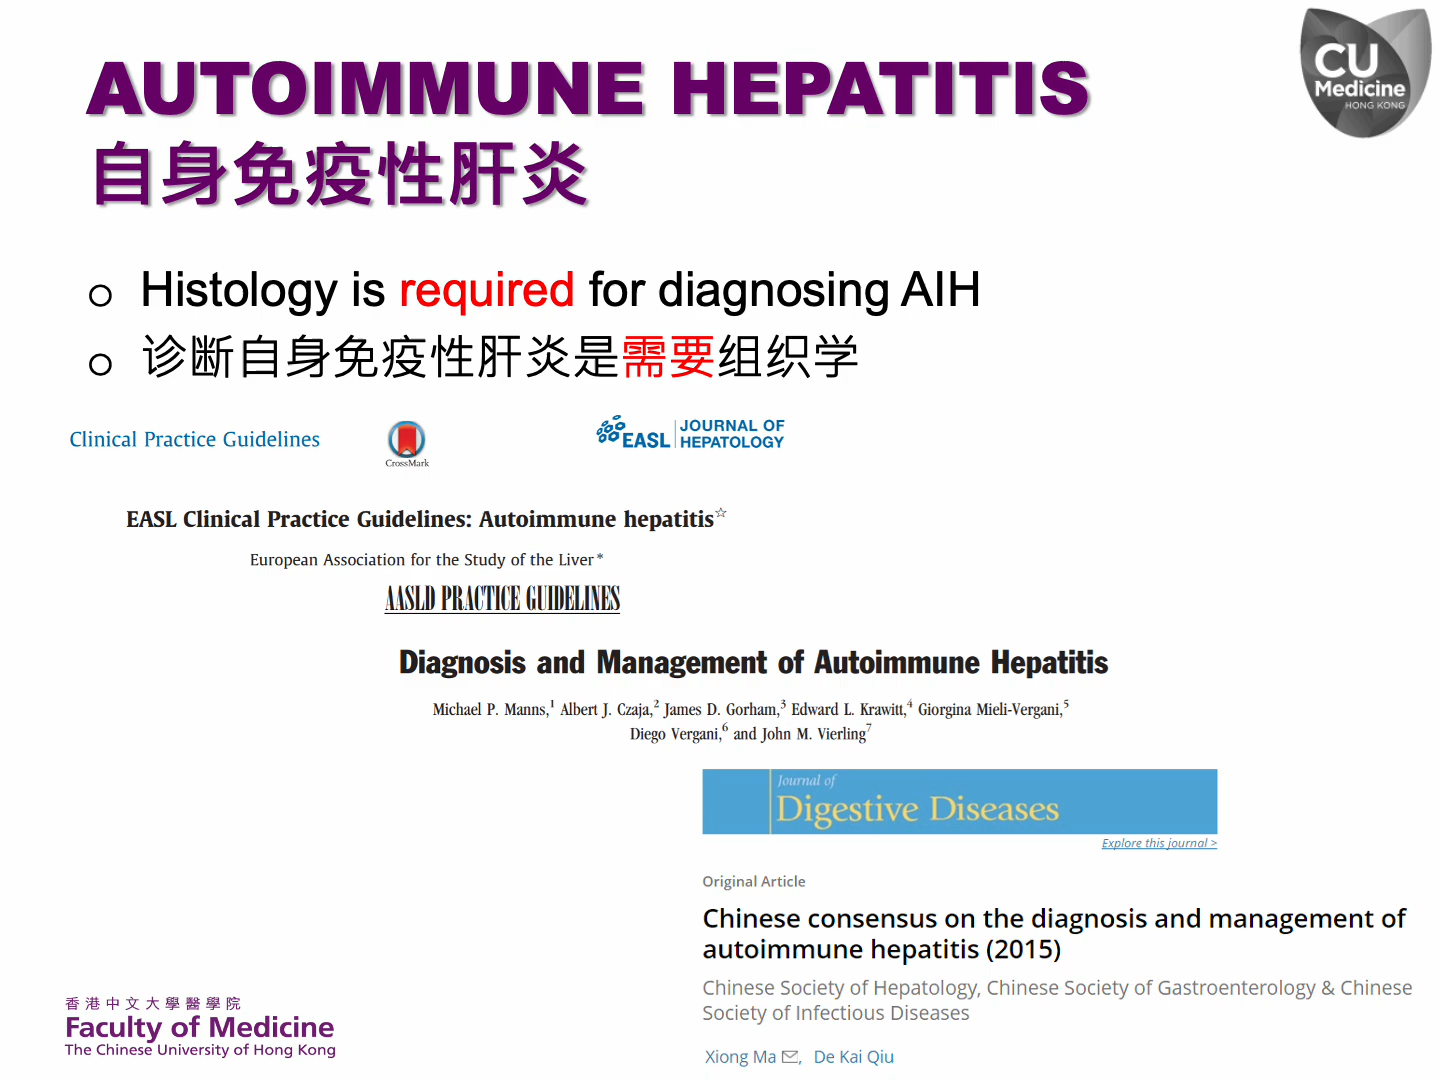 AUTOIMMUNE HEPATITIS
自身免疫性肝炎
CU
Medicine
HONG KONG
Histology is required for diagnosing AIH
诊断自身免疫性肝炎是需要组织学
Clinical Practice Guidelines
CrossMark
EASL
JOURNAL OF
HEPATOLOGY
EASL Clinical Practice Guidelines: Autoimmune hepatitis☆
European Association for the Study of the Liver*
AASLD PRACTICE GUIDELINES
Diagnosis and Management of Autoimmune Hepatitis
Michael P. Manns,1 Albert J. Czaja,2 James D. Gorham,3 Edward L. Krawitt,4 Giorgina Mieli-Vergani,5
Diego Vergani,6 and John M. Vierling7
Journal of
Digestive Diseases
Explore this journal >
Original Article
Chinese consensus on the diagnosis and management of
autoimmune hepatitis (2015)
Chinese Society of Hepatology, Chinese Society of Gastroenterology & Chinese
Society of Infectious Diseases
Xiong Ma, De Kai Qiu
香港中文大學醫學院
Faculty of Medicine
The Chinese University of Hong Kong